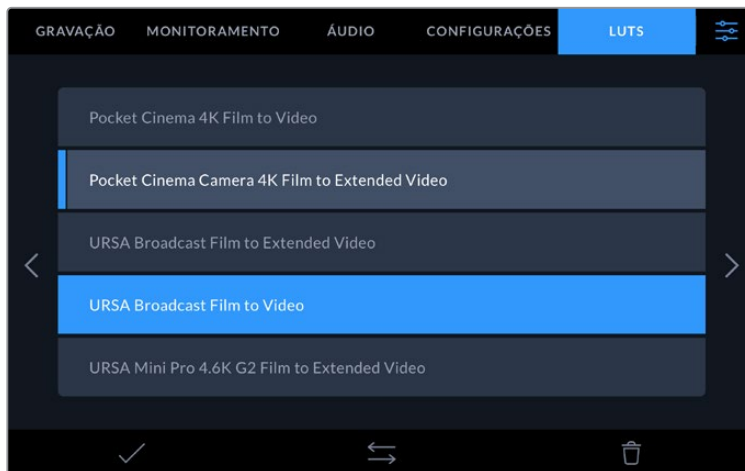 GRAVAÇÃO MONITORAMENTO ÁUDIO CONFIGURAÇÕES LUTS
Pocket Cinema 4K Film to Video
Pocket Cinema Camera 4K Film to Extended Video
URSA Broadcast Film to Extended Video
URSA Broadcast Film to Video
URSA Mini Pro 4.6K G2 Film to Extended Video